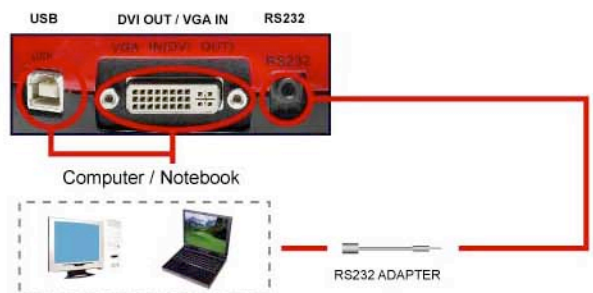 USB DVI OUT / VGA IN RS232
VGA IN(DVI OUT)
USB
RS232
Computer / Notebook
RS232 ADAPTER